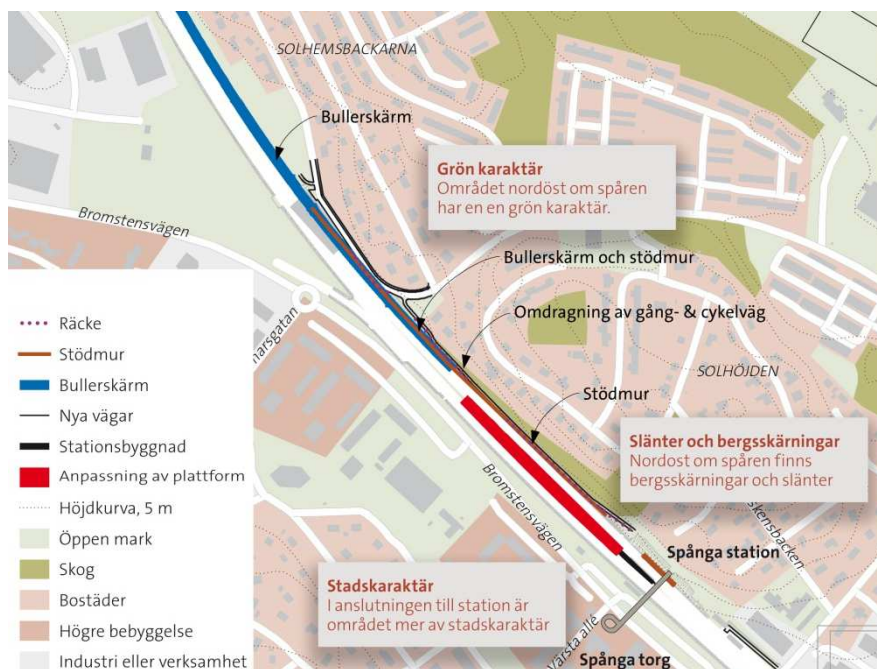 SOLHEMSBACKARNA
Bullerskärm
Grön karaktär
Området nordöst om spåren
har en en grön karaktär.
Bromstensvägen
Bullerskärm och stödmur
Omdragning av gång- & cykelväg
SOLHÖJDEN
Stödmur
Slänter och bergsskärningar
Nordost om spåren finns
bergsskärningar och slänter
Bromstensvägen
Spånga station
Stadskaraktär
I anslutningen till station är
området mer av stadskaraktär
Spånga torg
Räcke
Stödmur
Bullerskärm
Nya vägar
Stationsbyggnad
Anpassning av plattform
Höjdkurva, 5 m
Öppen mark
Skog
Bostäder
Högre bebyggelse
Industri eller verksamhet